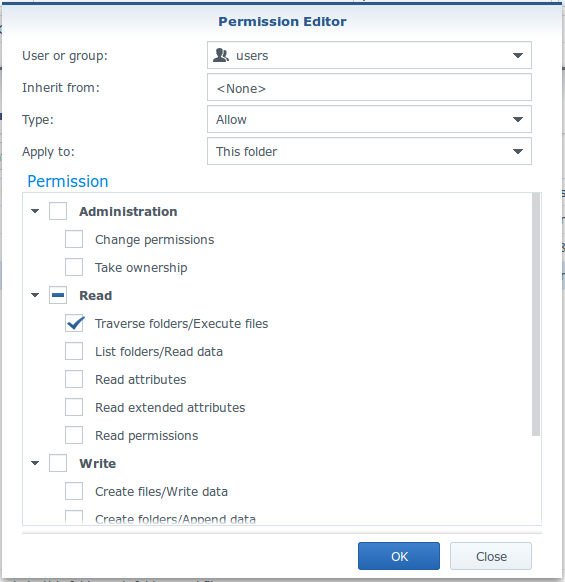 Permission Editor
User or group: users
Inherit from: <None>
Type: Allow
Apply to: This folder
Permission
Administration
Change permissions
Take ownership
Read
Traverse folders/Execute files
List folders/Read data
Read attributes
Read extended attributes
Read permissions
Write
Create files/Write data
Create folders/Append data
OK Close